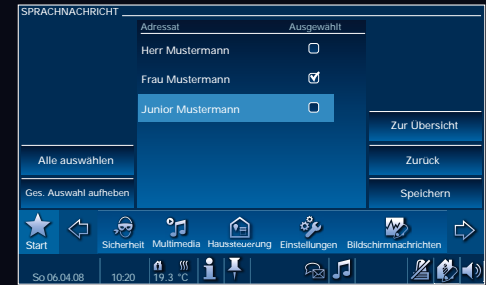 SPRACHNACHRICHT
Adressat Ausgewählt
Herr Mustermann
Frau Mustermann
Junior Mustermann
Zur Übersicht
Alle auswählen Zurück
Ges. Auswahl aufheben Speichern
Start Sicherheit Multimedia Haussteuerung Einstellungen Bildschirmnachrichten
So 06.04.08 10:20 19.3 °C